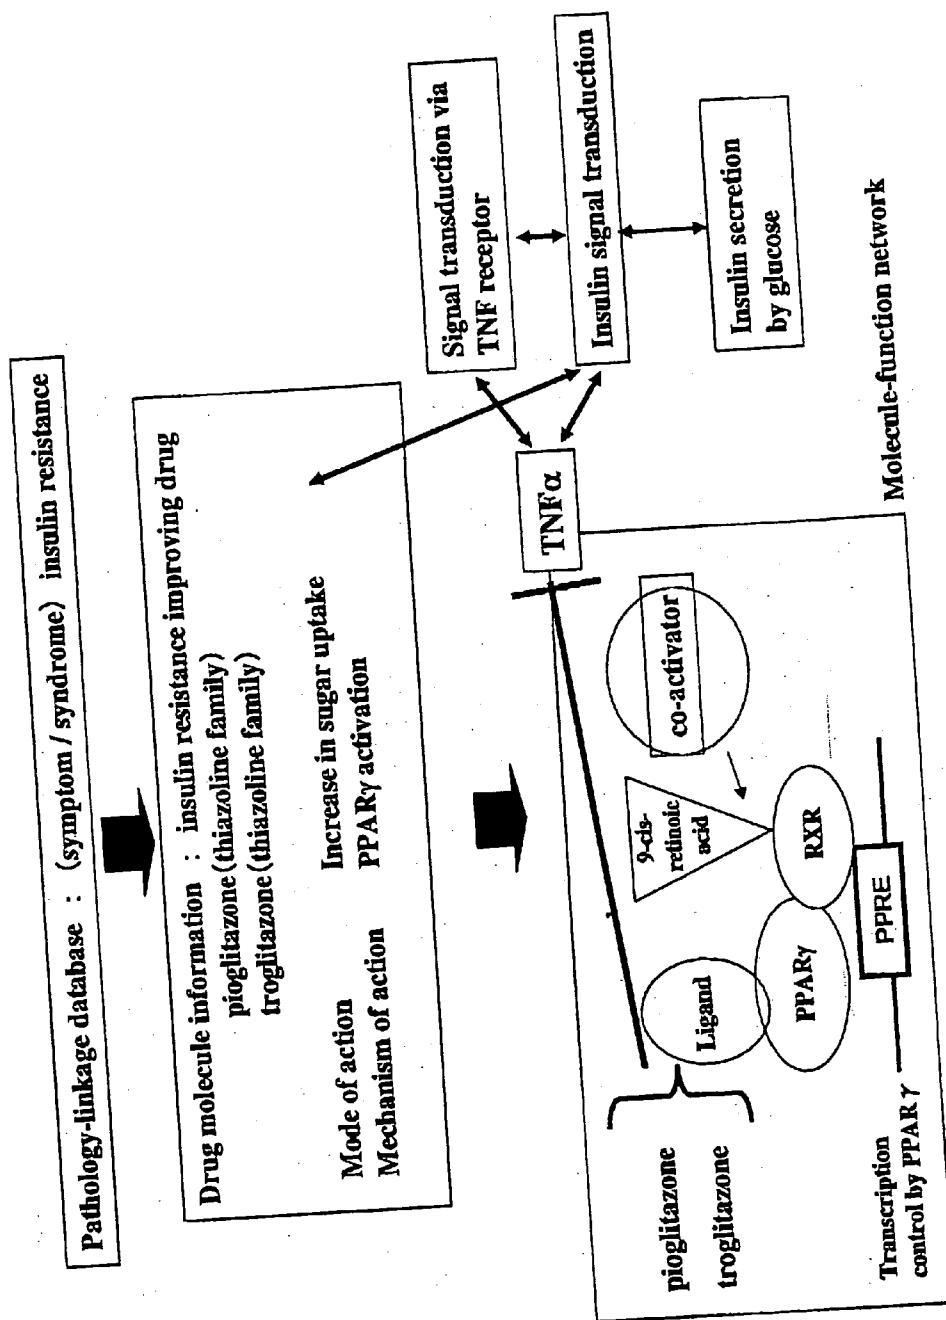 Pathology-linkage database : (symptom / syndrome) insulin resistance
Drug molecule information : insulin resistance improving drug
pioglitazone (thiazoline family)
troglitazone (thiazoline family)
Mode of action Increase in sugar uptake
Mechanism of action PPARγ activation
Signal transduction via
TNF receptor
Insulin signal transduction
Insulin secretion
by glucose
TNFα
Molecule-function network
pioglitazone
troglitazone
Ligand
9-cis-
retinoic
acid
co-activator
PPARγ
RXR
PPRE
Transcription
control by PPARγ